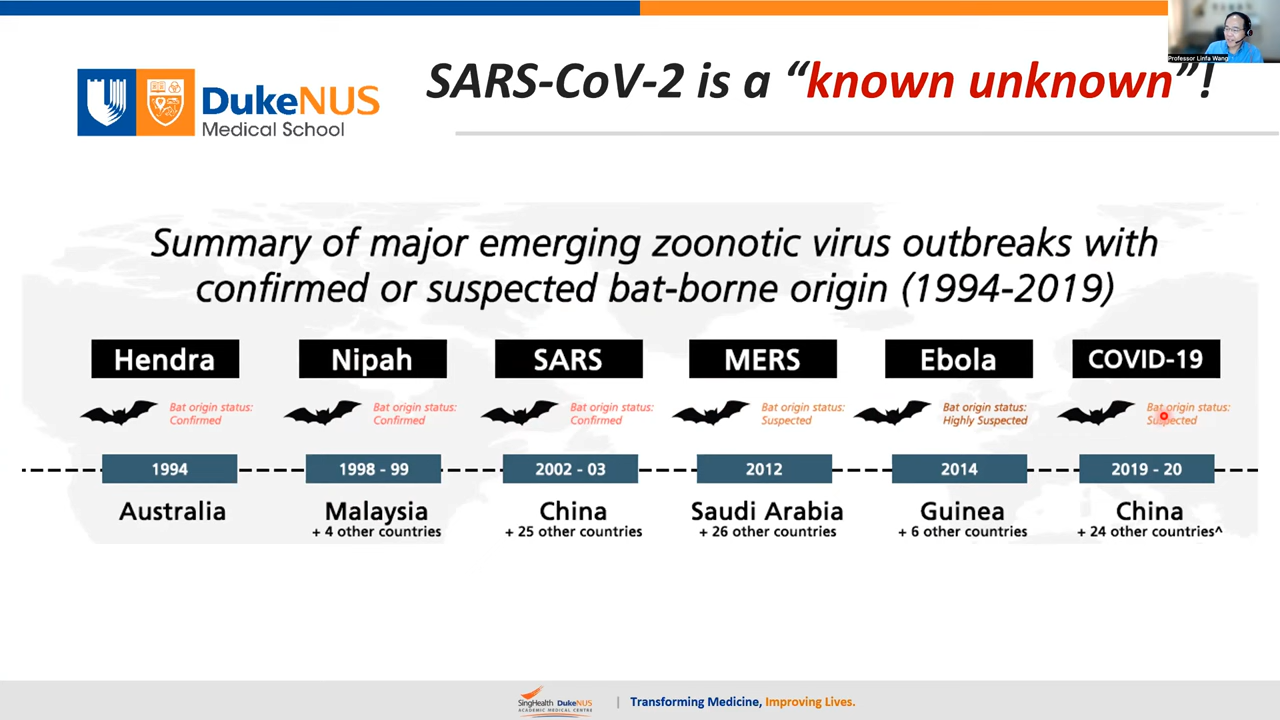 Professor Linfa Wang
DukeNUS
Medical School
SARS-CoV-2 is a “known unknown”!
Summary of major emerging zoonotic virus outbreaks with
confirmed or suspected bat-borne origin (1994-2019)
Hendra
Bat origin status:
Confirmed
1994
Australia
Nipah
Bat origin status:
Confirmed
1998 - 99
Malaysia
+ 4 other countries
SARS
Bat origin status:
Confirmed
2002 - 03
China
+ 25 other countries
MERS
Bat origin status:
Suspected
2012
Saudi Arabia
+ 26 other countries
Ebola
Bat origin status:
Highly Suspected
2014
Guinea
+ 6 other countries
COVID-19
Bat origin status:
Suspected
2019 - 20
China
+ 24 other countries^
SingHealth DukeNUS
ACADEMIC MEDICAL CENTRE
Transforming Medicine, Improving Lives.